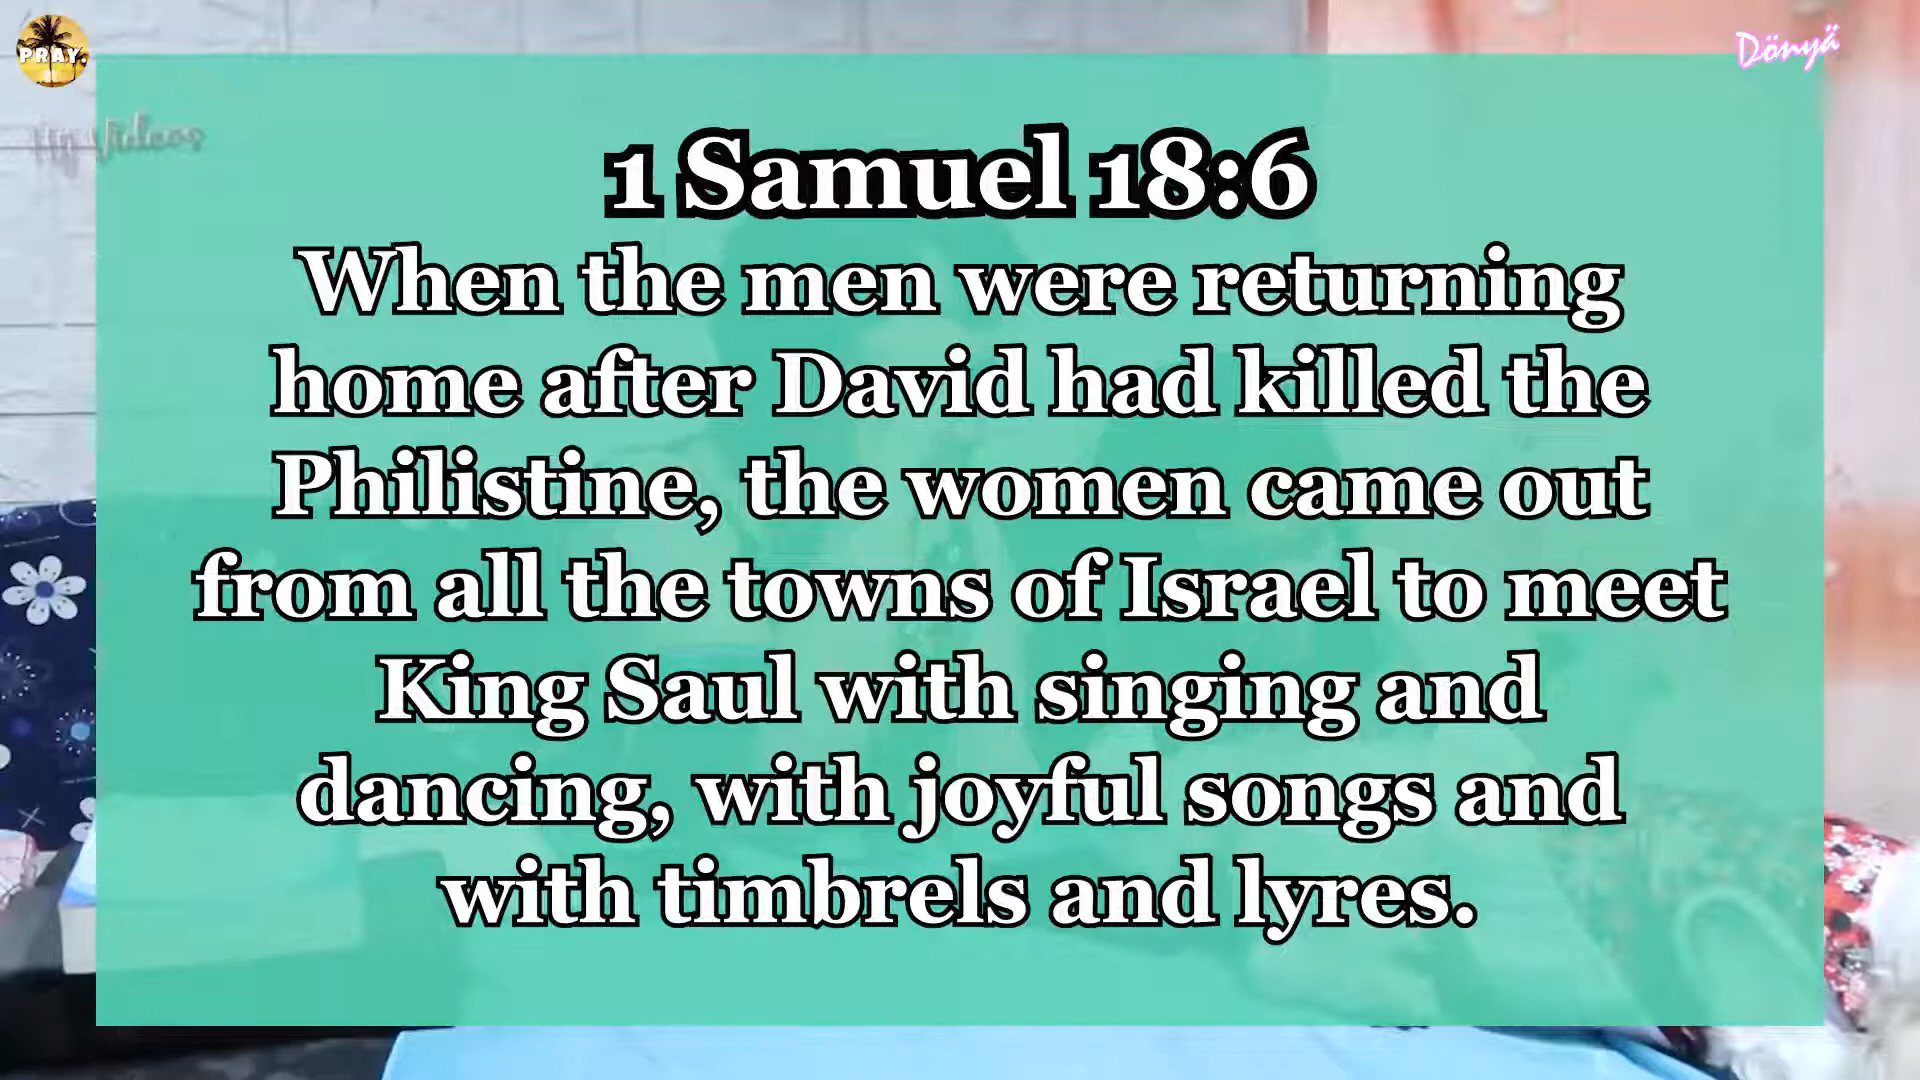 PRAY.
Dönyä
My Videos
1 Samuel 18:6
When the men were returning
home after David had killed the
Philistine, the women came out
from all the towns of Israel to meet
King Saul with singing and
dancing, with joyful songs and
with timbrels and lyres.